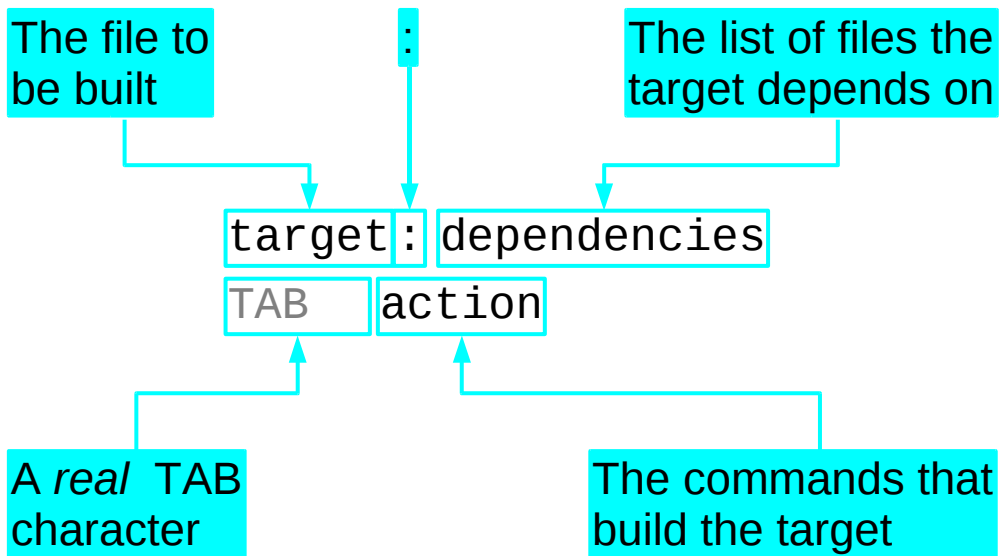 The file to
be built
:
The list of files the
target depends on
target: dependencies
TAB action
A real TAB
character
The commands that
build the target